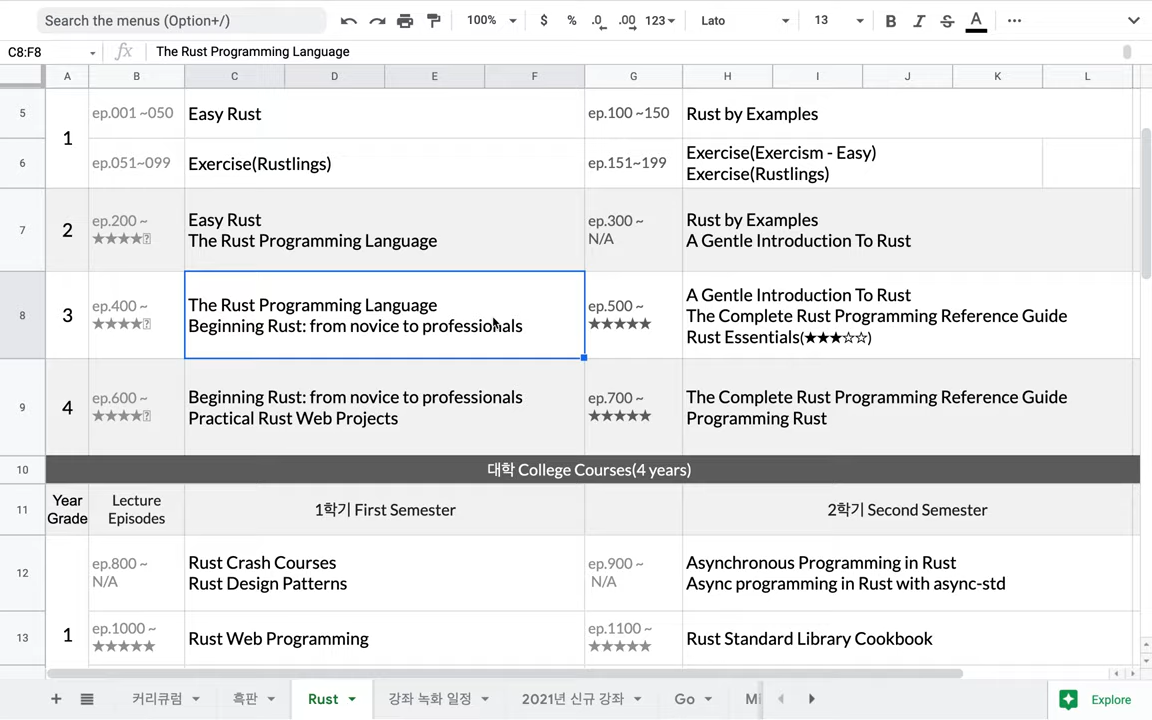 Search the menus (Option+/)
100%
$ % .0 .00 123
Lato
13
B I S A
C8:F8
fx
The Rust Programming Language
A B C D E F G H I J K L
5
1
ep.001 ~050
Easy Rust
ep.100 ~150
Rust by Examples
6
ep.051~099
Exercise(Rustlings)
ep.151~199
Exercise(Exercism - Easy)
Exercise(Rustlings)
7
2
ep.200 ~
★★★★
Easy Rust
The Rust Programming Language
ep.300 ~
N/A
Rust by Examples
A Gentle Introduction To Rust
8
3
ep.400 ~
★★★★
The Rust Programming Language
Beginning Rust: from novice to professionals
ep.500 ~
★★★★★
A Gentle Introduction To Rust
The Complete Rust Programming Reference Guide
Rust Essentials(★★★☆☆)
9
4
ep.600 ~
★★★★
Beginning Rust: from novice to professionals
Practical Rust Web Projects
ep.700 ~
★★★★★
The Complete Rust Programming Reference Guide
Programming Rust
10
대학 College Courses(4 years)
11
Year
Grade
Lecture
Episodes
1학기 First Semester
2학기 Second Semester
12
ep.800 ~
N/A
Rust Crash Courses
Rust Design Patterns
ep.900 ~
N/A
Asynchronous Programming in Rust
Async programming in Rust with async-std
13
1
ep.1000 ~
★★★★★
Rust Web Programming
ep.1100 ~
★★★★★
Rust Standard Library Cookbook
커리큘럼
흑판
Rust
강좌 녹화 일정
2021년 신규 강좌
Go
Mi
Explore